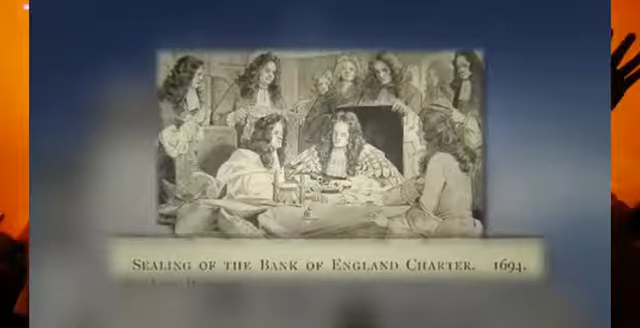 SEALING OF THE BANK OF ENGLAND CHARTER. 1694.